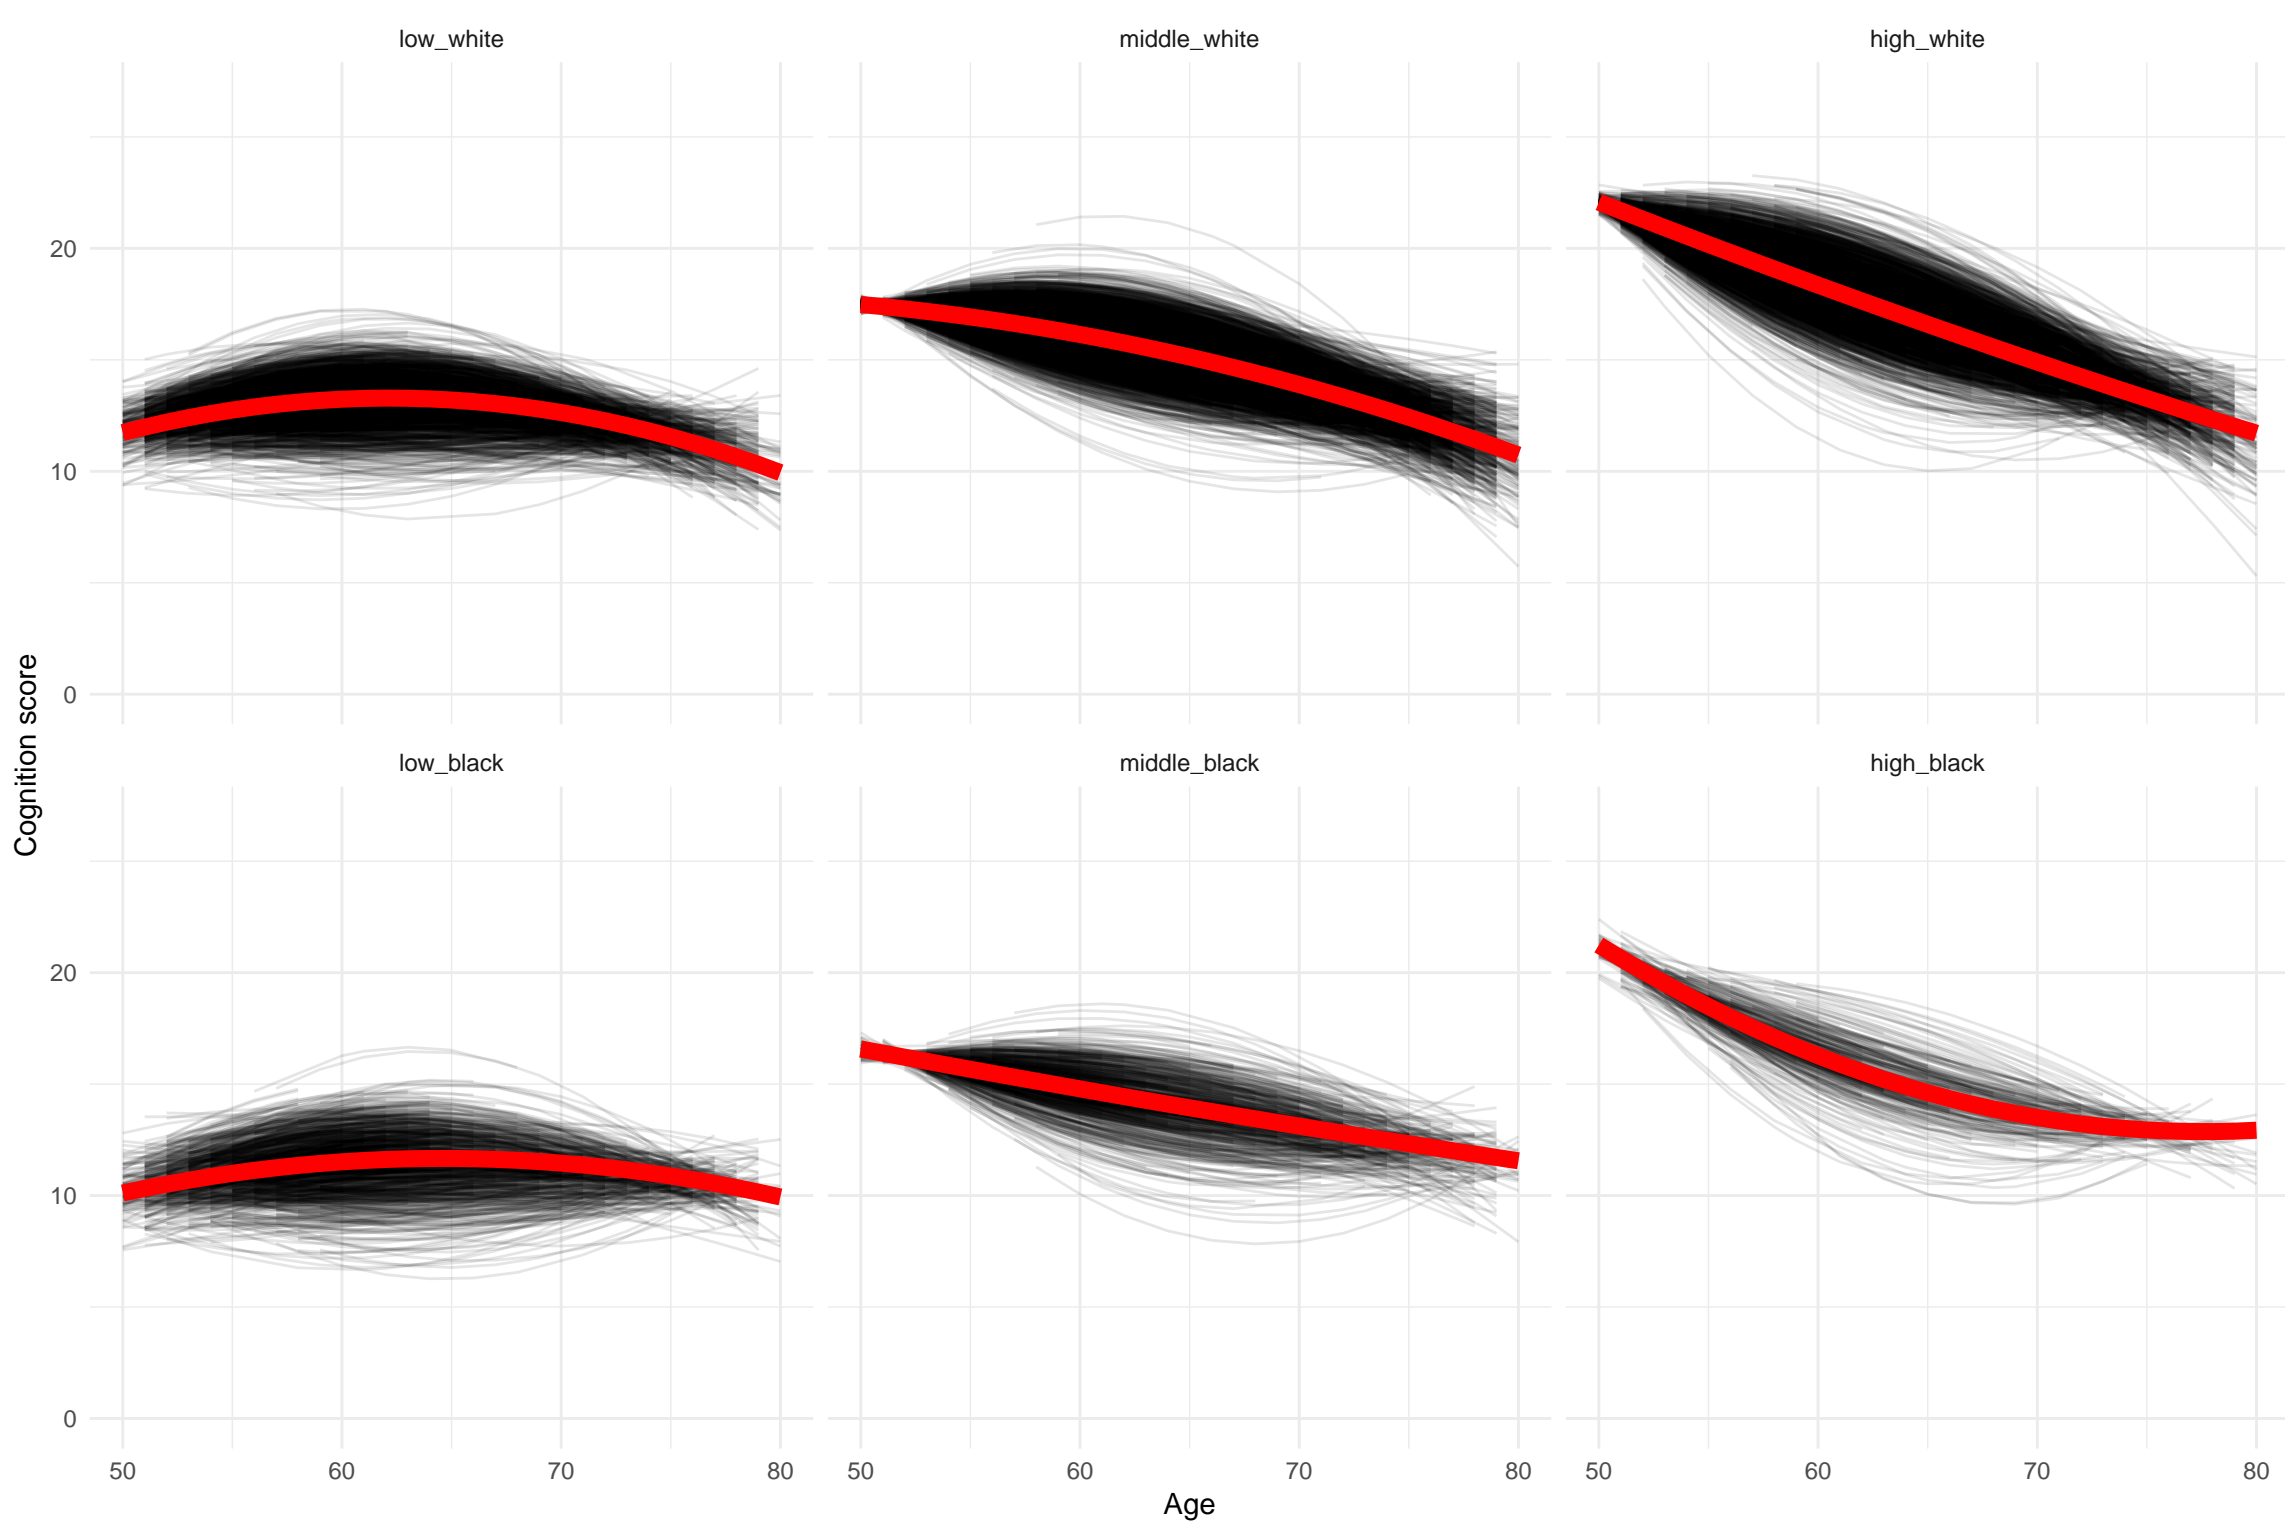 low_white
middle_white
high_white
20
10
0
Cognition score
low_black
middle_black
high_black
20
10
0
50 60 70 80 50 60 70 80 50 60 70 80
Age